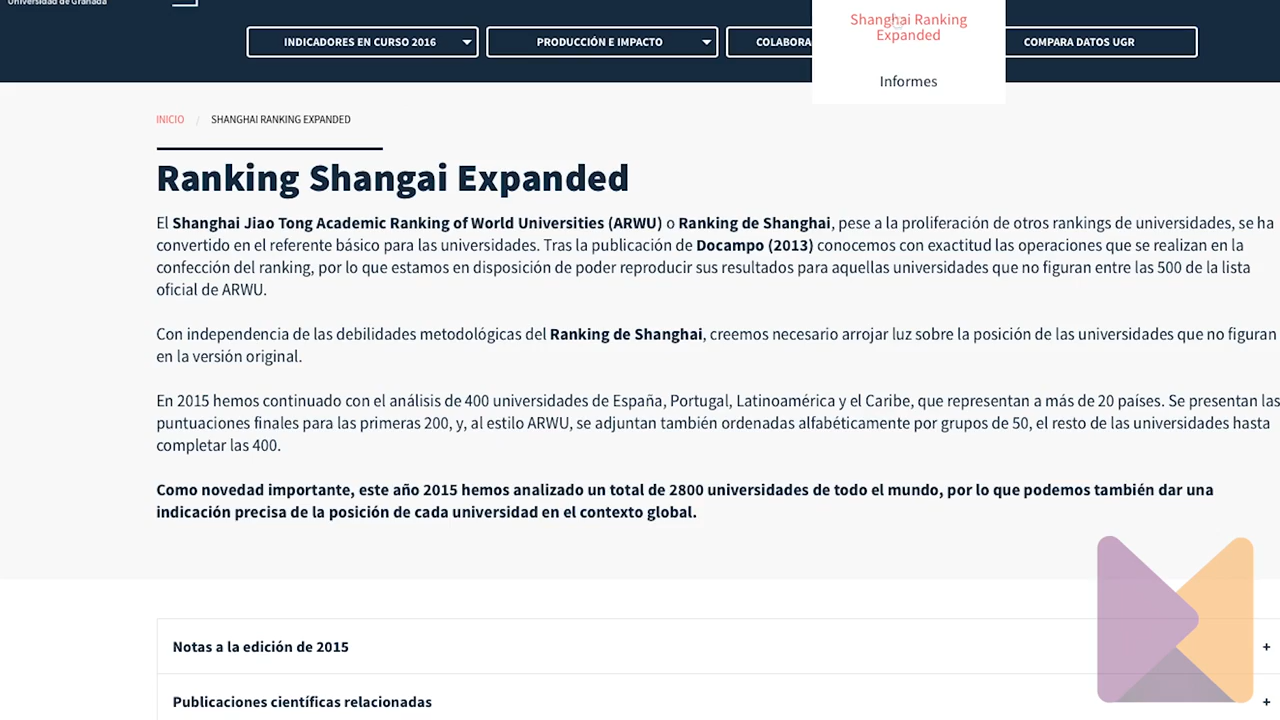 Universidad de Granada
Shanghai Ranking
Expanded
INDICADORES EN CURSO 2016
PRODUCCIÓN E IMPACTO
COLABORA
COMPARA DATOS UGR
Informes
INICIO / SHANGHAI RANKING EXPANDED
Ranking Shangai Expanded
El Shanghai Jiao Tong Academic Ranking of World Universities (ARWU) o Ranking de Shanghai, pese a la proliferación de otros rankings de universidades, se ha
convertido en el referente básico para las universidades. Tras la publicación de Docampo (2013) conocemos con exactitud las operaciones que se realizan en la
confección del ranking, por lo que estamos en disposición de poder reproducir sus resultados para aquellas universidades que no figuran entre las 500 de la lista
oficial de ARWU.
Con independencia de las debilidades metodológicas del Ranking de Shanghai, creemos necesario arrojar luz sobre la posición de las universidades que no figuran
en la versión original.
En 2015 hemos continuado con el análisis de 400 universidades de España, Portugal, Latinoamérica y el Caribe, que representan a más de 20 países. Se presentan las
puntuaciones finales para las primeras 200, y, al estilo ARWU, se adjuntan también ordenadas alfabéticamente por grupos de 50, el resto de las universidades hasta
completar las 400.
Como novedad importante, este año 2015 hemos analizado un total de 2800 universidades de todo el mundo, por lo que podemos también dar una
indicación precisa de la posición de cada universidad en el contexto global.
Notas a la edición de 2015 +
Publicaciones científicas relacionadas +